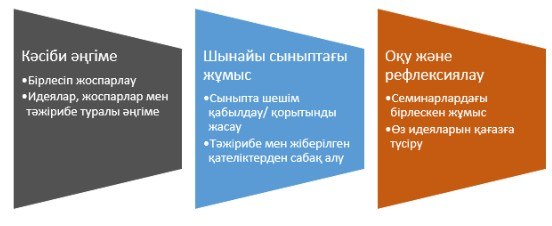 Кәсіби әңгіме
•Бірлесіп жоспарлау
•Идеялар, жоспарлар мен
тәжірибе туралы әңгіме
Шынайы сыныптағы
жұмыс
•Сыныпта шешім
қабылдау/ қорытынды
жасау
•Тәжірибе мен жіберілген
қателіктерден сабақ алу
Оқу және
рефлексиялау
•Семинарлардағы
бірлескен жұмыс
•Өз идеяларын қағазға
түсіру